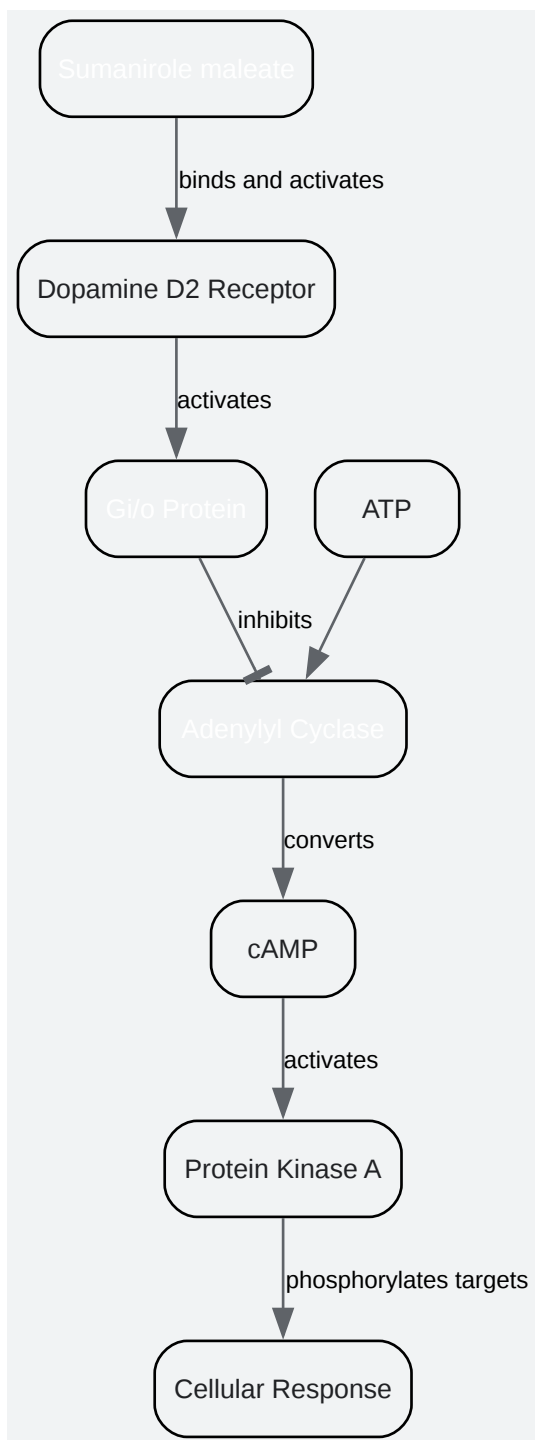 Sumanirole maleate
binds and activates
Dopamine D2 Receptor
activates
Gi/o Protein
ATP
inhibits
Adenylyl Cyclase
converts
cAMP
activates
Protein Kinase A
phosphorylates targets
Cellular Response